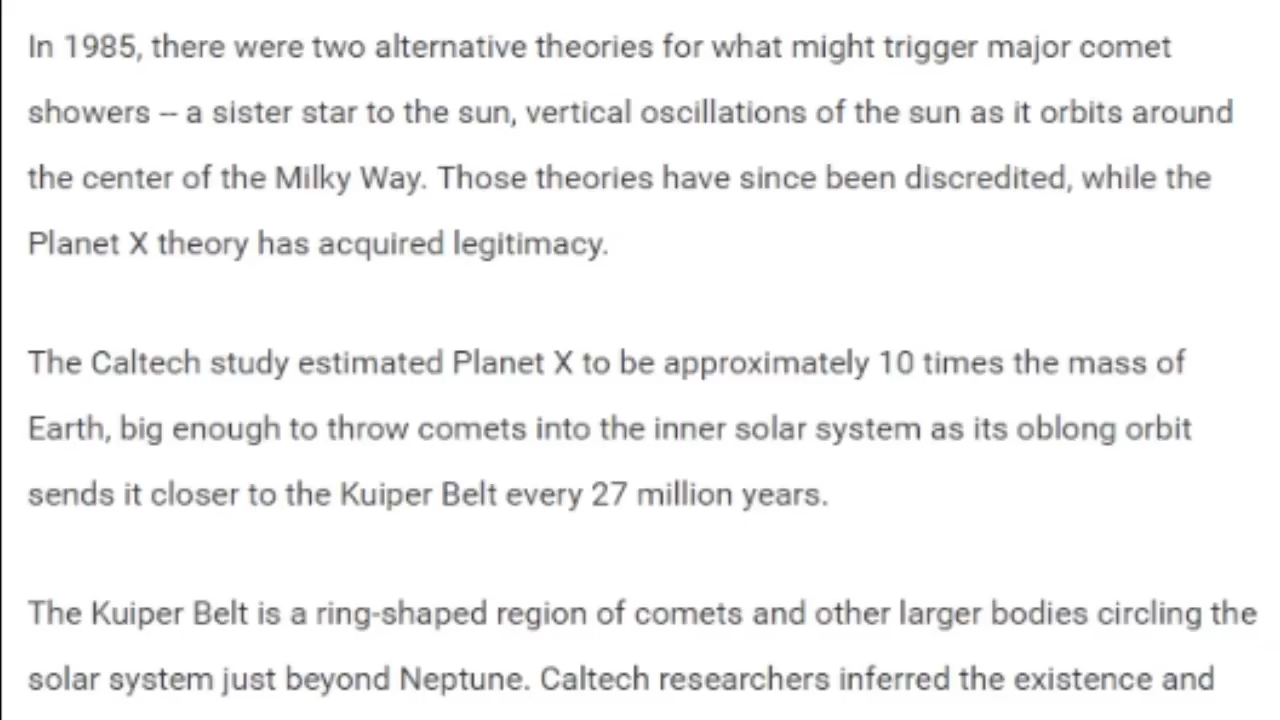 In 1985, there were two alternative theories for what might trigger major comet
showers – a sister star to the sun, vertical oscillations of the sun as it orbits around
the center of the Milky Way. Those theories have since been discredited, while the
Planet X theory has acquired legitimacy.
The Caltech study estimated Planet X to be approximately 10 times the mass of
Earth, big enough to throw comets into the inner solar system as its oblong orbit
sends it closer to the Kuiper Belt every 27 million years.
The Kuiper Belt is a ring-shaped region of comets and other larger bodies circling the
solar system just beyond Neptune. Caltech researchers inferred the existence and